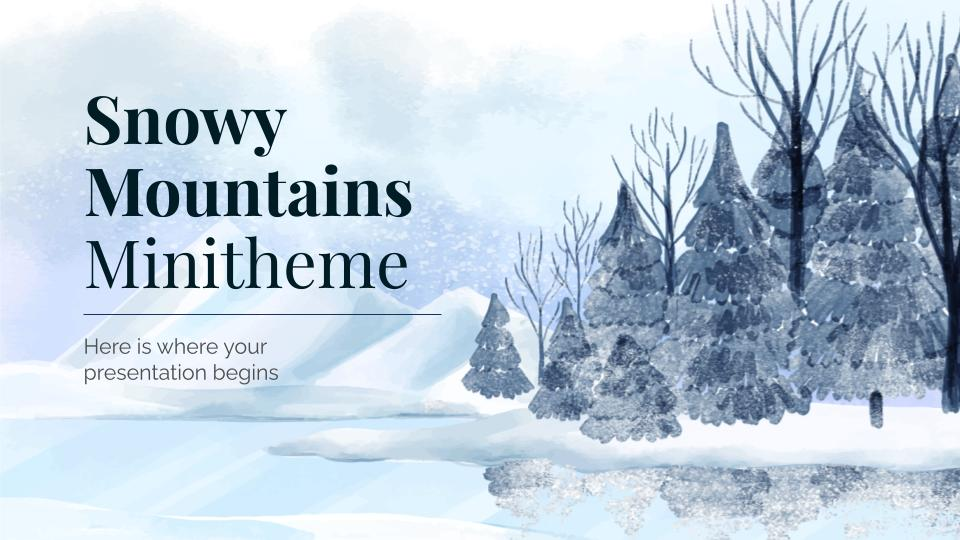 Snowy
Mountains
Minitheme
Here is where your
presentation begins